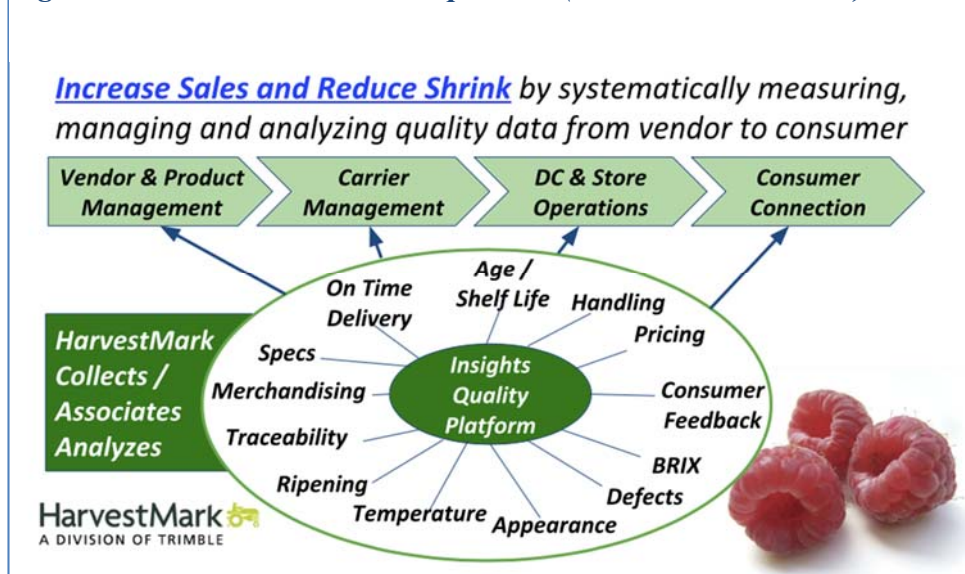 Increase Sales and Reduce Shrink by systematically measuring,
managing and analyzing quality data from vendor to consumer
Vendor & Product
Management
Carrier
Management
DC & Store
Operations
Consumer
Connection
HarvestMark
Collects /
Associates
Analyzes
On Time
Delivery
Age /
Shelf Life
Handling
Pricing
Specs
Merchandising
Traceability
Ripening
Temperature
Appearance
Defects
BRIX
Consumer
Feedback
Insights
Quality
Platform
HarvestMark
A DIVISION OF TRIMBLE